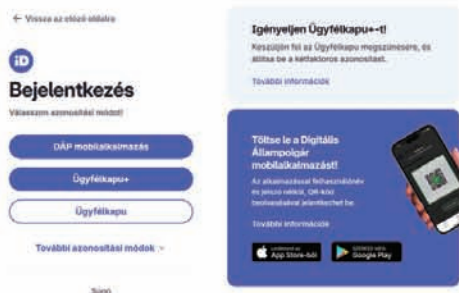 ← Vissza az előző oldalra
iD
Bejelentkezés
Válasszon azonosítási módot!
DÁP mobilalkalmazás
Ügyfélkapu+
Ügyfélkapu
További azonosítási módok
Súgó
Igényeljen Ügyfélkapu+-t!
Készüljön fel az Ügyfélkapu megszűnésére, és
állítsa be a kétfaktoros azonosítást.
További információk
Töltse le a Digitális
Állampolgár
mobilalkalmazást!
Az alkalmazással felhasználónév
és jelszó nélkül, QR-kód
beolvasásával jelentkezhet be.
További információk
App Store-ból
Google Play